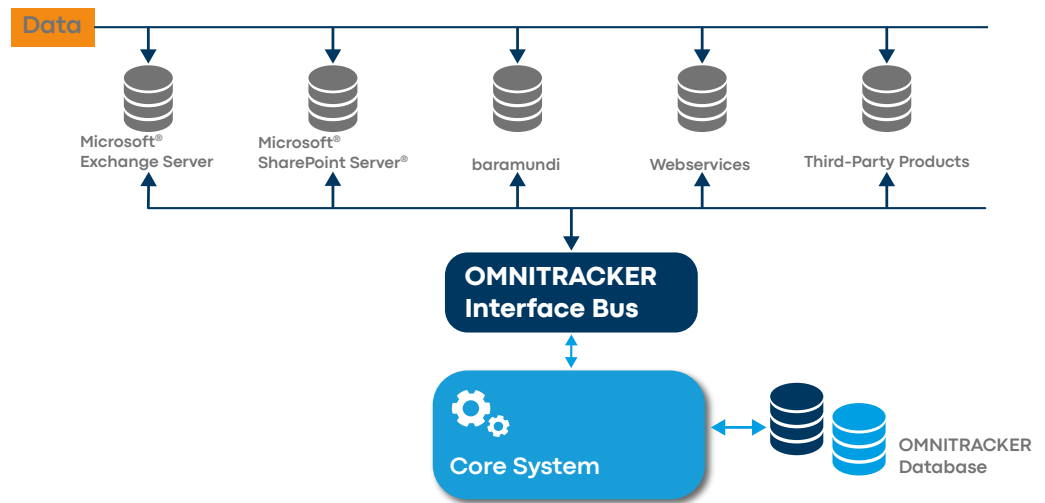 Data
Microsoft®
Exchange Server
Microsoft®
SharePoint Server®
baramundi
Webservices
Third-Party Products
OMNITRACKER
Interface Bus
Core System
OMNITRACKER
Database